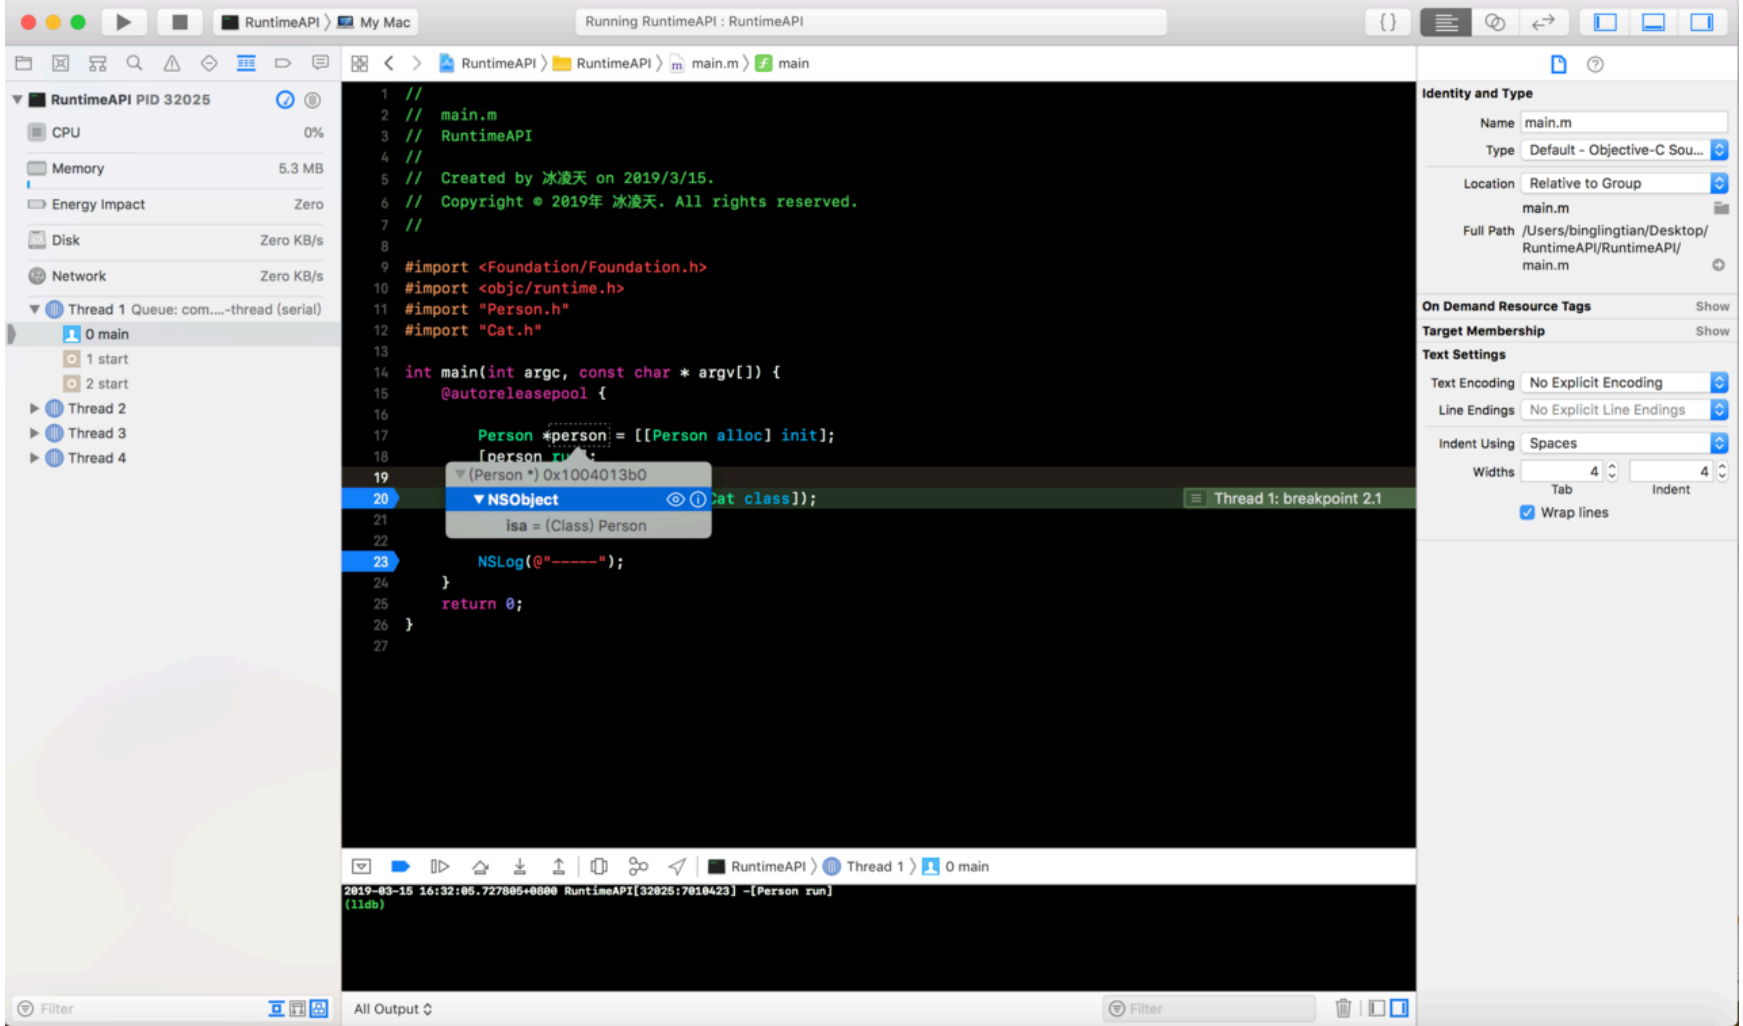 RuntimeAPI 〉 My Mac
Running RuntimeAPI : RuntimeAPI
{ }
RuntimeAPI 〉 RuntimeAPI 〉 m main.m 〉 f main
RuntimeAPI PID 32025
CPU 0%
Memory 5.3 MB
Energy Impact Zero
Disk Zero KB/s
Network Zero KB/s
Thread 1 Queue: com....-thread (serial)
0 main
1 start
2 start
Thread 2
Thread 3
Thread 4
Filter
1 //
2 //  main.m
3 //  RuntimeAPI
4 //
5 //  Created by 冰凌天 on 2019/3/15.
6 //  Copyright © 2019年 冰凌天. All rights reserved.
7 //
8
9 #import <Foundation/Foundation.h>
10 #import <objc/runtime.h>
11 #import "Person.h"
12 #import "Cat.h"
13
14 int main(int argc, const char * argv[]) {
15     @autoreleasepool {
16
17         Person *person = [[Person alloc] init];
18         [person ru
19
(Person *) 0x1004013b0
20 NSObject Cat class]); Thread 1: breakpoint 2.1
21 isa = (Class) Person
22
23         NSLog(@"-----");
24     }
25     return 0;
26 }
27
RuntimeAPI 〉 Thread 1 〉 0 main
2019-03-15 16:32:05.727805+0800 RuntimeAPI[32025:7010423] -[Person run]
(lldb)
All Output
Filter
Identity and Type
Name main.m
Type Default - Objective-C Sou...
Location Relative to Group
main.m
Full Path /Users/binglingtian/Desktop/
RuntimeAPI/RuntimeAPI/
main.m
On Demand Resource Tags Show
Target Membership Show
Text Settings
Text Encoding No Explicit Encoding
Line Endings No Explicit Line Endings
Indent Using Spaces
Widths 4 4
Tab Indent
Wrap lines